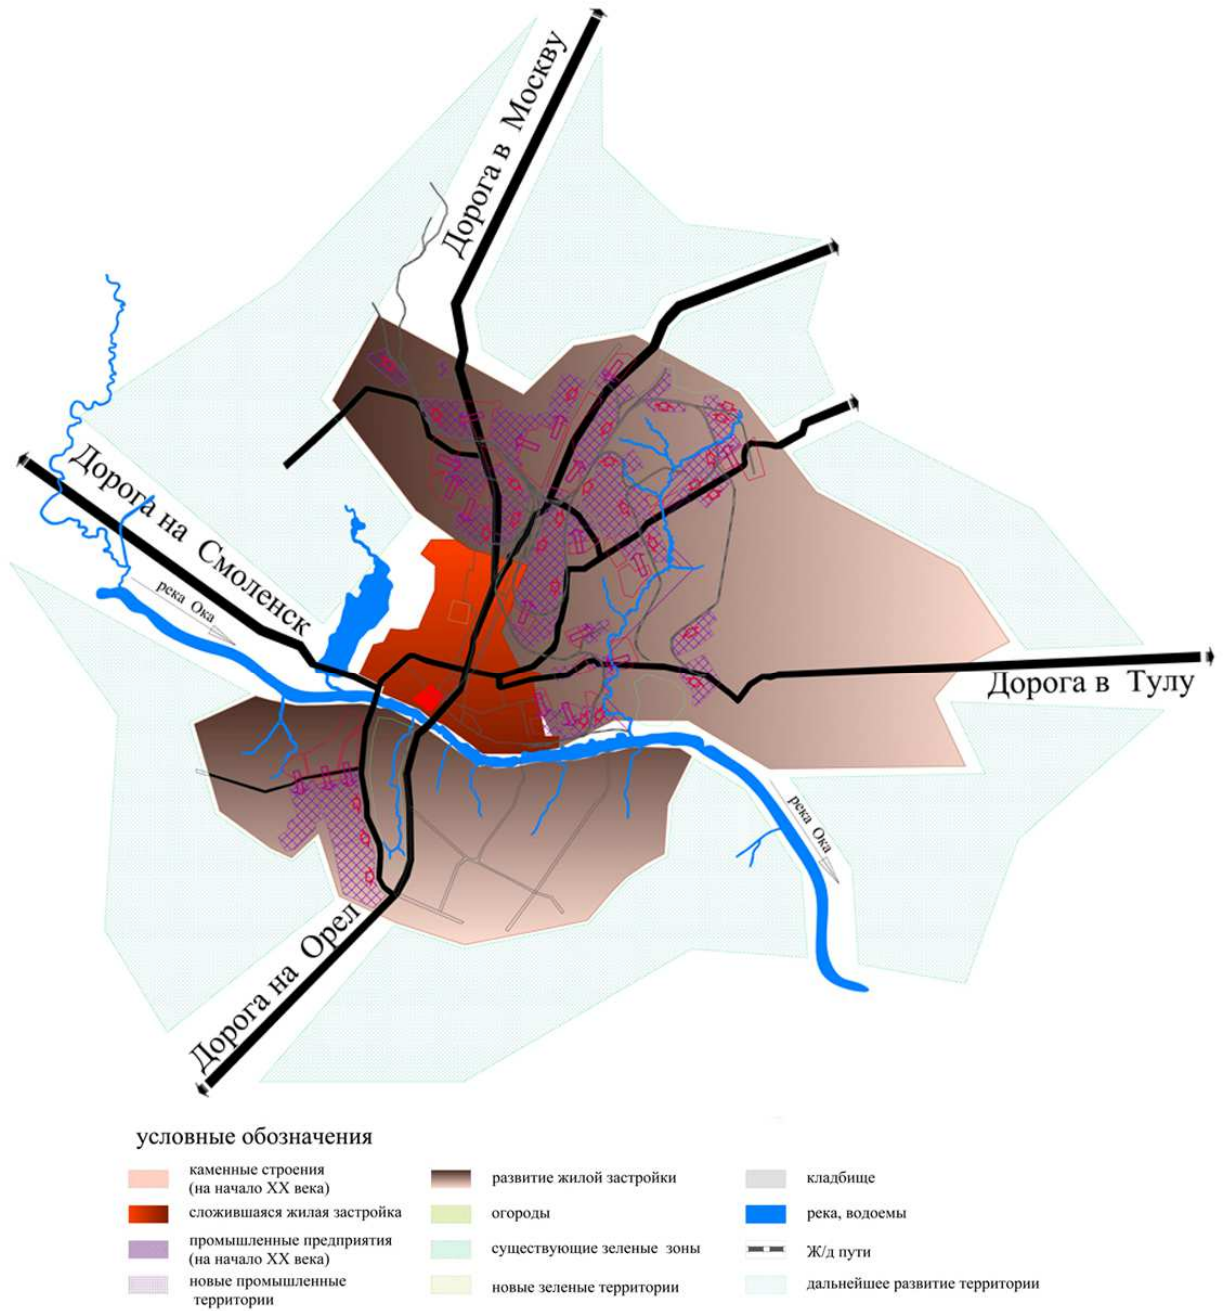 Дорога в Москву
Дорога на Смоленск
река Ока
Дорога в Тулу
река Ока
Дорога на Орел
условные обозначения
каменные строения
(на начало XX века)
сложившаяся жилая застройка
промышленные предприятия
(на начало XX века)
новые промышленные
территории
развитие жилой застройки
огороды
существующие зеленые зоны
новые зеленые территории
кладбище
река, водоемы
Ж/д пути
дальнейшее развитие территории